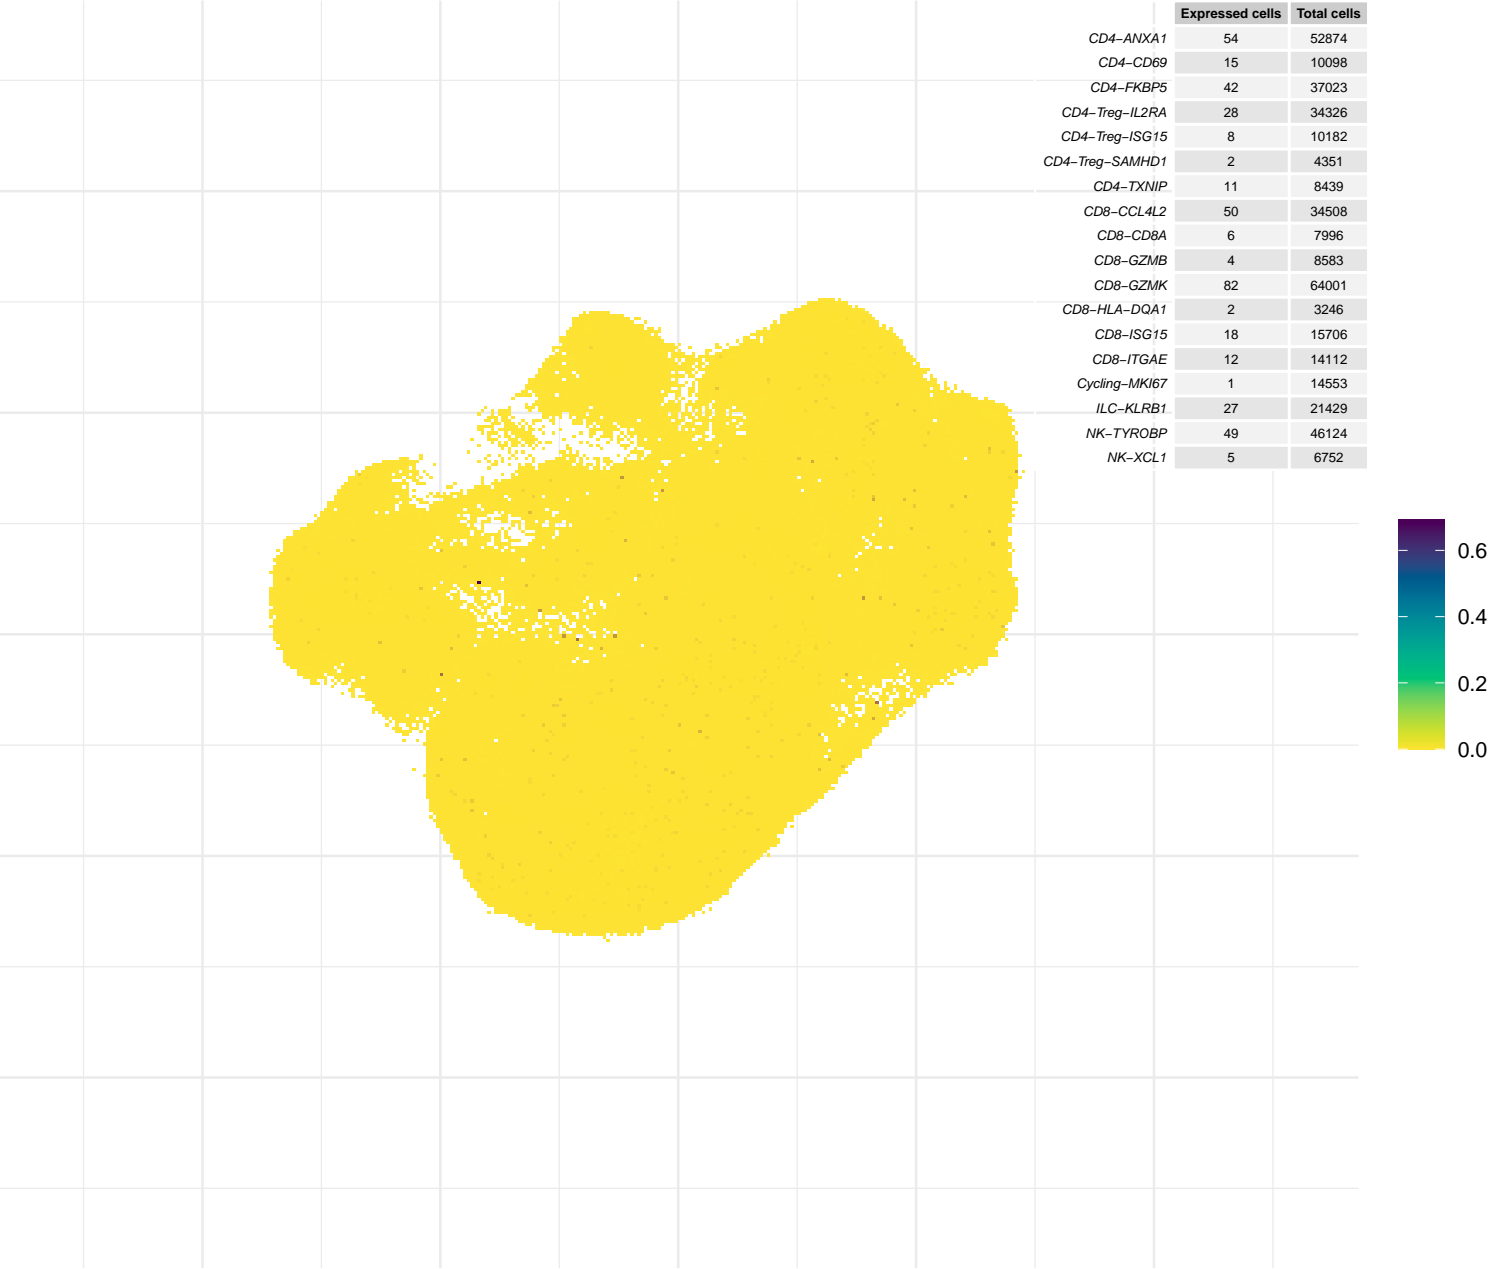 Expressed cells Total cells
CD4−ANXA1 54 52874
CD4−CD69 15 10098
CD4−FKBP5 42 37023
CD4−Treg−IL2RA 28 34326
CD4−Treg−ISG15 8 10182
CD4−Treg−SAMHD1 2 4351
CD4−TXNIP 11 8439
CD8−CCL4L2 50 34508
CD8−CD8A 6 7996
CD8−GZMB 4 8583
CD8−GZMK 82 64001
CD8−HLA−DQA1 2 3246
CD8−ISG15 18 15706
CD8−ITGAE 12 14112
Cycling−MKI67 1 14553
ILC−KLRB1 27 21429
NK−TYROBP 49 46124
NK−XCL1 5 6752
0.6
0.4
0.2
0.0